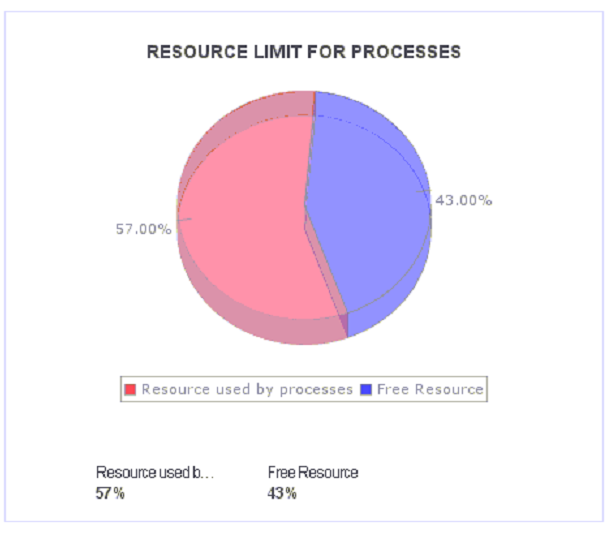 RESOURCE LIMIT FOR PROCESSES
43.00%
57.00%
Resource used by processes Free Resource
Resource used b... Free Resource
57% 43%